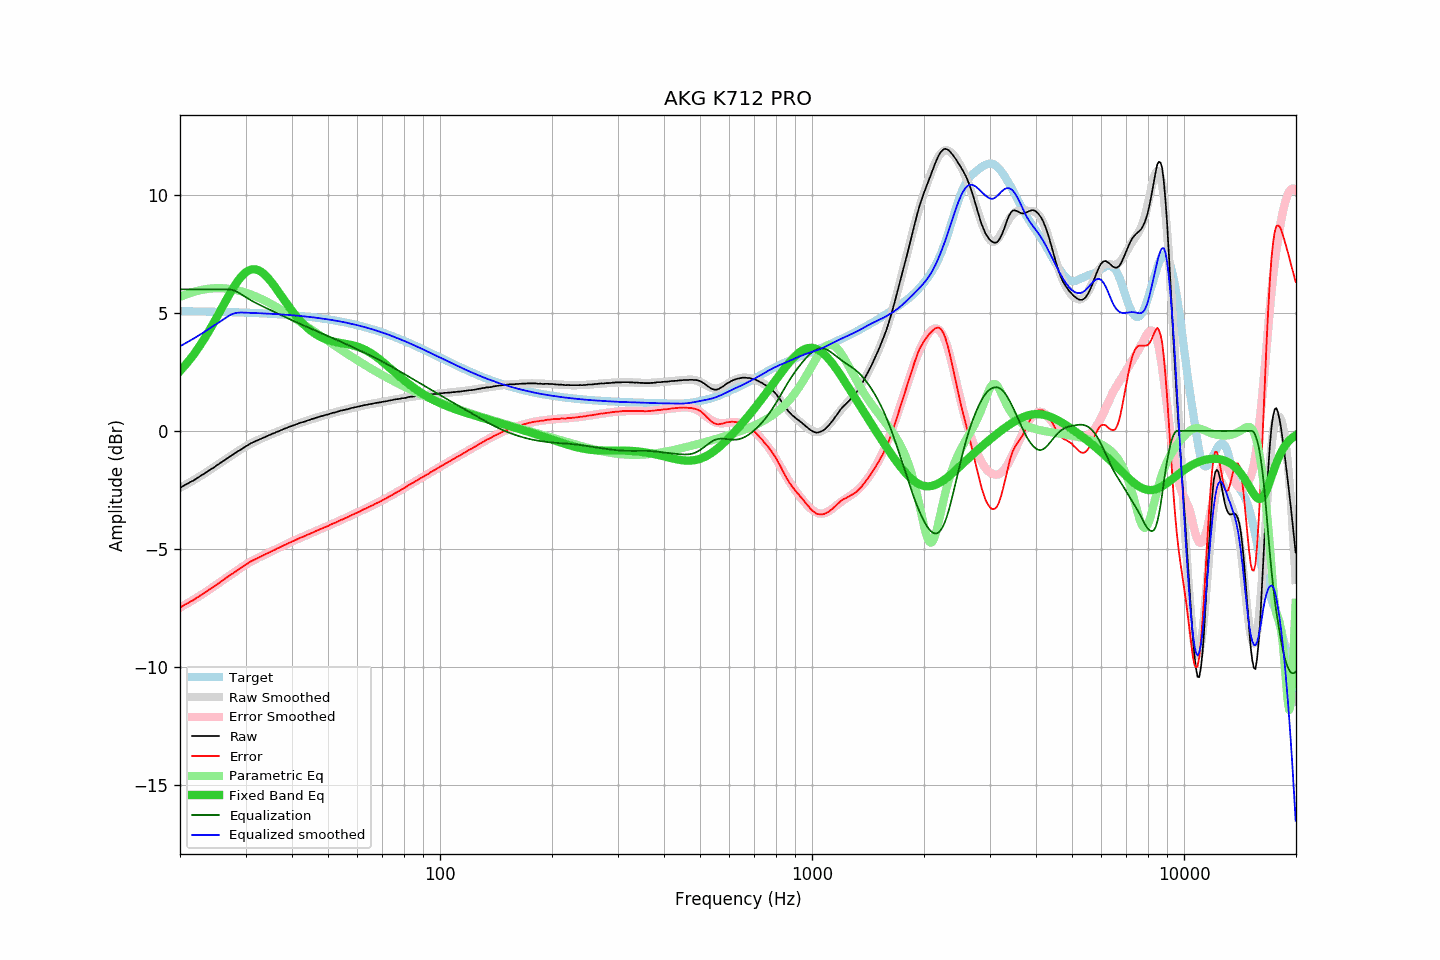 AKG K712 PRO
Amplitude (dBr)
10
5
0
−5
−10
−15
Target
Raw Smoothed
Error Smoothed
Raw
Error
Parametric Eq
Fixed Band Eq
Equalization
Equalized smoothed
100
1000
10000
Frequency (Hz)